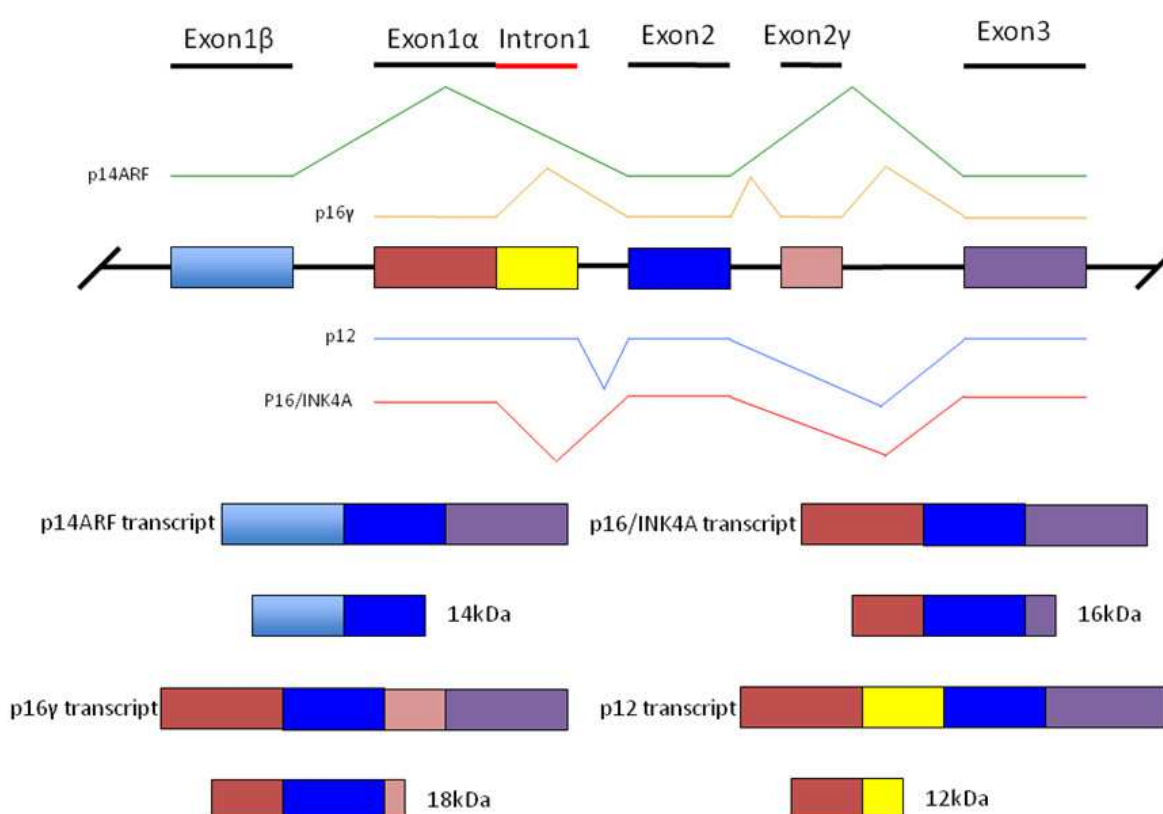 Exon1β Exon1α Intron1 Exon2 Exon2γ Exon3
p14ARF
p16γ
p12
P16/INK4A
p14ARF transcript p16/INK4A transcript
14kDa 16kDa
p16γ transcript p12 transcript
18kDa 12kDa